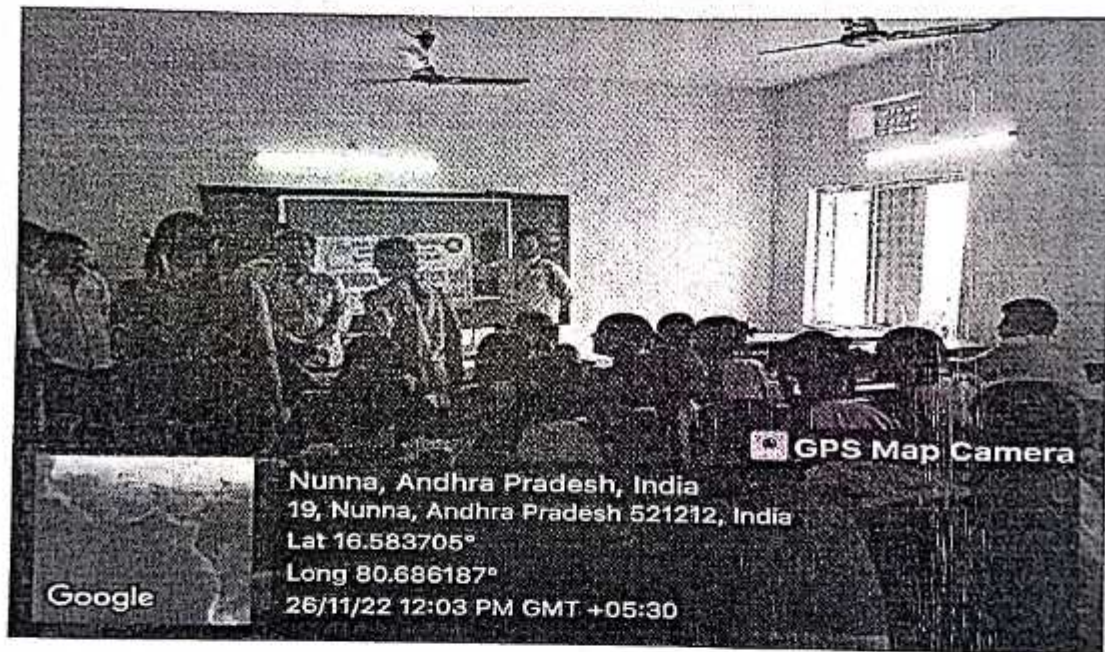 GPS Map Camera
Nunna, Andhra Pradesh, India
19, Nunna, Andhra Pradesh 521212, India
Lat 16.583705°
Long 80.686187°
26/11/22 12:03 PM GMT +05:30
Google